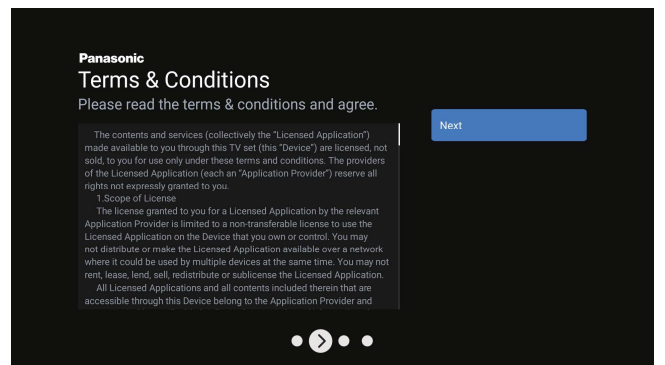 Panasonic
Terms & Conditions
Please read the terms & conditions and agree.
The contents and services (collectively the “Licensed Application”)
made available to you through this TV set (this “Device”) are licensed, not
sold, to you for use only under these terms and conditions. The providers
of the Licensed Application (each an “Application Provider”) reserve all
rights not expressly granted to you.
1.Scope of License
The license granted to you for a Licensed Application by the relevant
Application Provider is limited to a non-transferable license to use the
Licensed Application on the Device that you own or control. You may
not distribute or make the Licensed Application available over a network
where it could be used by multiple devices at the same time. You may not
rent, lease, lend, sell, redistribute or sublicense the Licensed Application.
All Licensed Applications and all contents included therein that are
accessible through this Device belong to the Application Provider and
Next